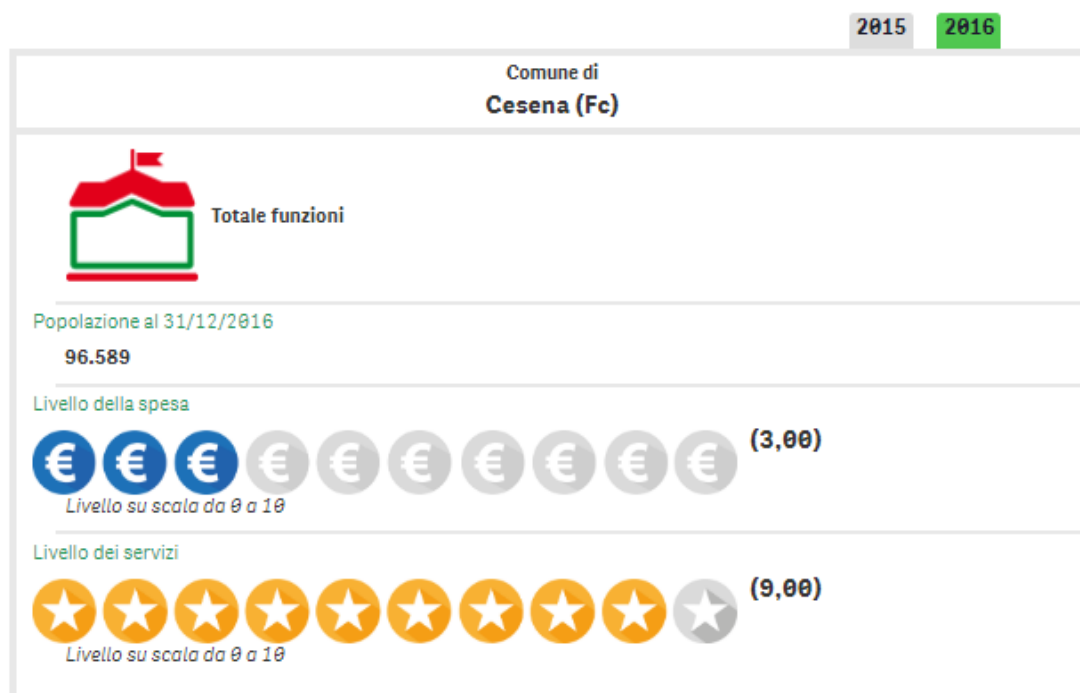 2015 2016
Comune di
Cesena (Fc)
Totale funzioni
Popolazione al 31/12/2016
96.589
Livello della spesa
€ € € € € € € € € € (3,00)
Livello su scala da 0 a 10
Livello dei servizi
(9,00)
Livello su scala da 0 a 10